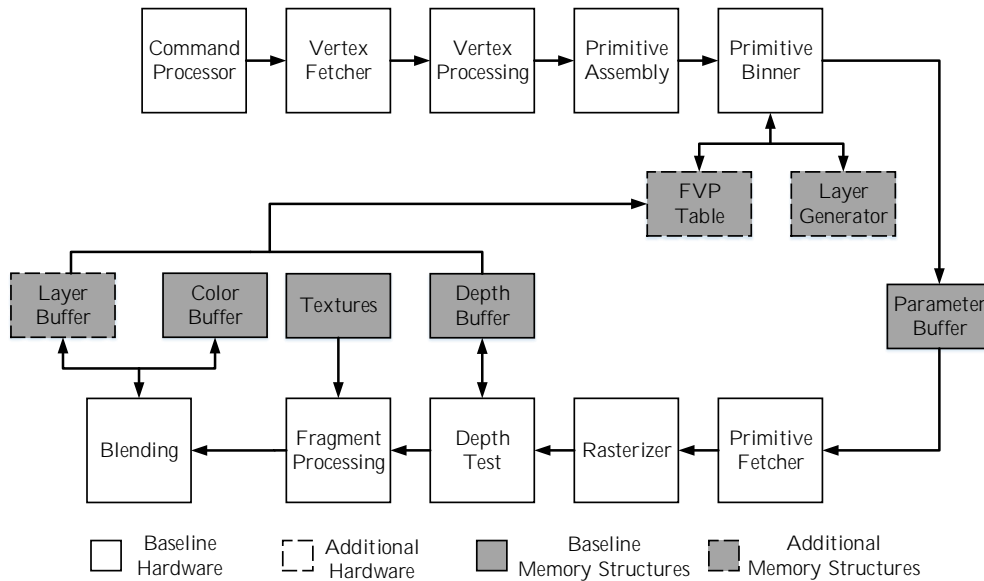 Command
Processor
Vertex
Fetcher
Vertex
Processing
Primitive
Assembly
Primitive
Binner
FVP
Table
Layer
Generator
Layer
Buffer
Color
Buffer
Textures
Depth
Buffer
Parameter
Buffer
Blending
Fragment
Processing
Depth
Test
Rasterizer
Primitive
Fetcher
Baseline
Hardware
Additional
Hardware
Baseline
Memory Structures
Additional
Memory Structures